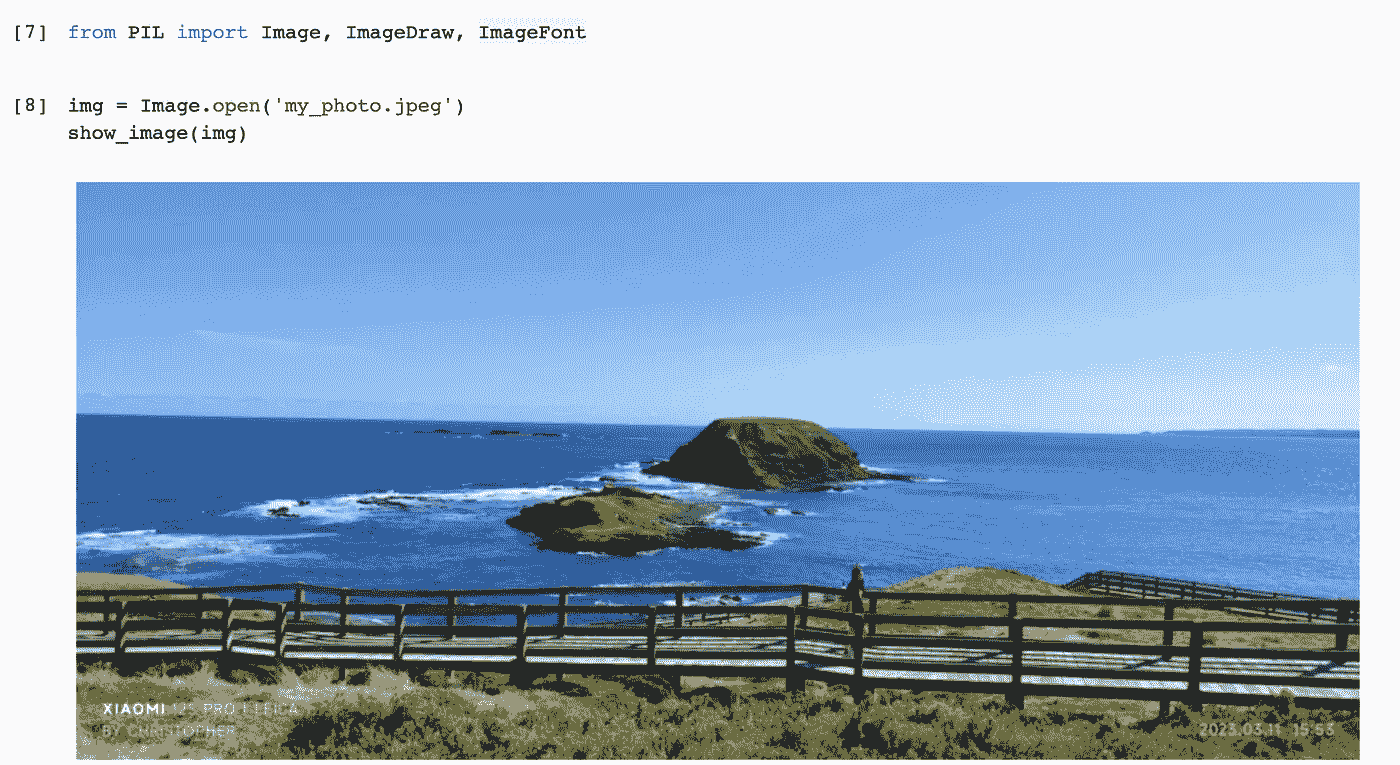 [7] from PIL import Image, ImageDraw, ImageFont
[8] img = Image.open('my_photo.jpeg')
show_image(img)
XIAOMI 12S PRO | LEICA
BY CHRISTOPHER
2023.03.11 15:53